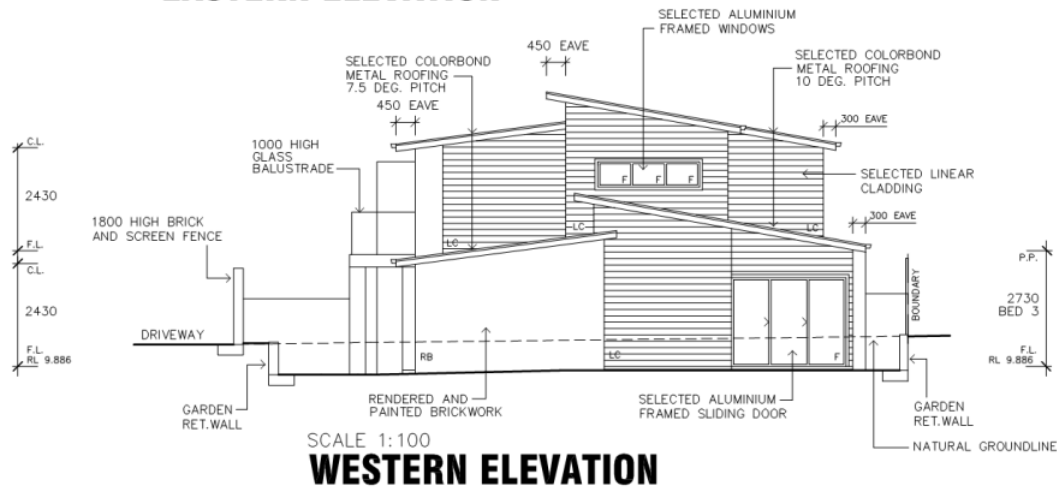 SELECTED ALUMINIUM
FRAMED WINDOWS
450 EAVE
SELECTED COLORBOND
METAL ROOFING
7.5 DEG. PITCH
SELECTED COLORBOND
METAL ROOFING
10 DEG. PITCH
450 EAVE
300 EAVE
1000 HIGH
GLASS
BALUSTRADE
C.L.
2430
F.L.
SELECTED LINEAR
CLADDING
F
F
F
1800 HIGH BRICK
AND SCREEN FENCE
300 EAVE
LC
LC
LC
C.L.
2430
F.L.
RL 9.886
P.P.
2730
BED 3
F.L.
RL 9.886
BOUNDARY
DRIVEWAY
RB
LC
F
GARDEN
RET.WALL
RENDERED AND
PAINTED BRICKWORK
SELECTED ALUMINIUM
FRAMED SLIDING DOOR
GARDEN
RET.WALL
NATURAL GROUNDLINE
SCALE 1:100
WESTERN ELEVATION